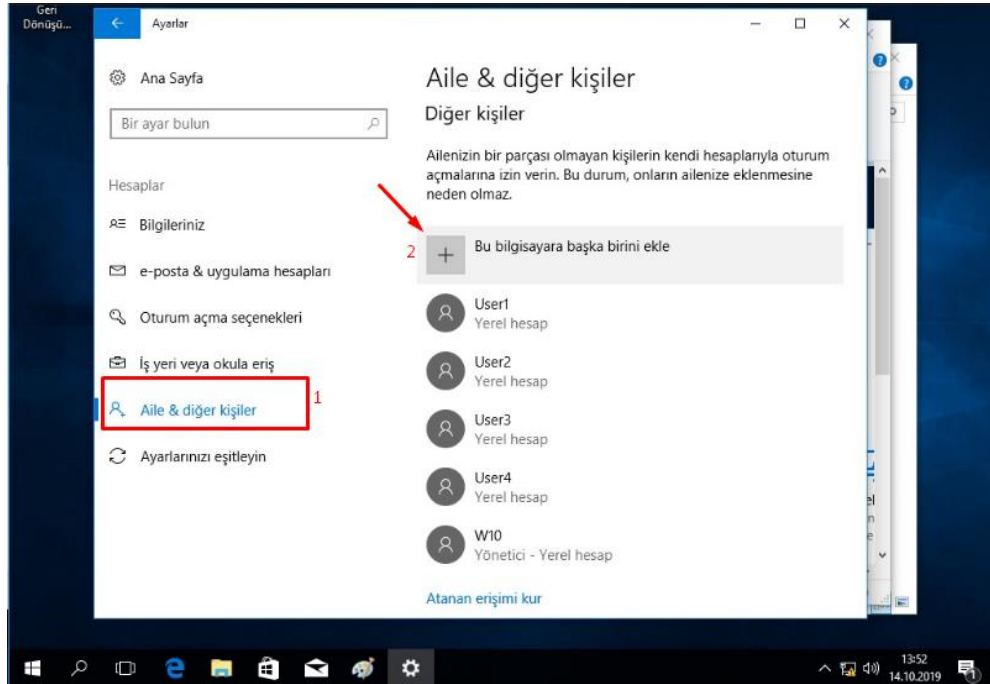 Geri
Dönüşü...
Ayarlar
Ana Sayfa
Bir ayar bulun
Hesaplar
Bilgileriniz
e-posta & uygulama hesapları
Oturum açma seçenekleri
İş yeri veya okula eriş
Aile & diğer kişiler
1
Ayarlarınızı eşitleyin
Aile & diğer kişiler
Diğer kişiler
Ailenizin bir parçası olmayan kişilerin kendi hesaplarıyla oturum
açmalarına izin verin. Bu durum, onların ailenize eklenmesine
neden olmaz.
2
Bu bilgisayara başka birini ekle
User1
Yerel hesap
User2
Yerel hesap
User3
Yerel hesap
User4
Yerel hesap
W10
Yönetici - Yerel hesap
Atanan erişimi kur
13:52
14.10.2019
1